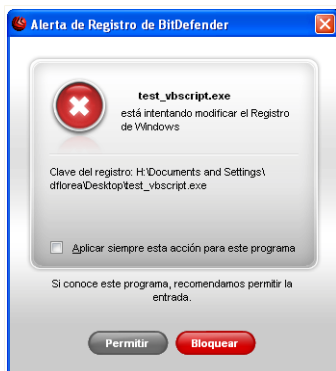 Alerta de Registro de BitDefender
test_vbscript.exe
está intentando modificar el Registro
de Windows
Clave del registro: H:\Documents and Settings\
dflorea\Desktop\test_vbscript.exe
Aplicar siempre esta acción para este programa
Si conoce este programa, recomendamos permitir la
entrada.
Permitir
Bloquear